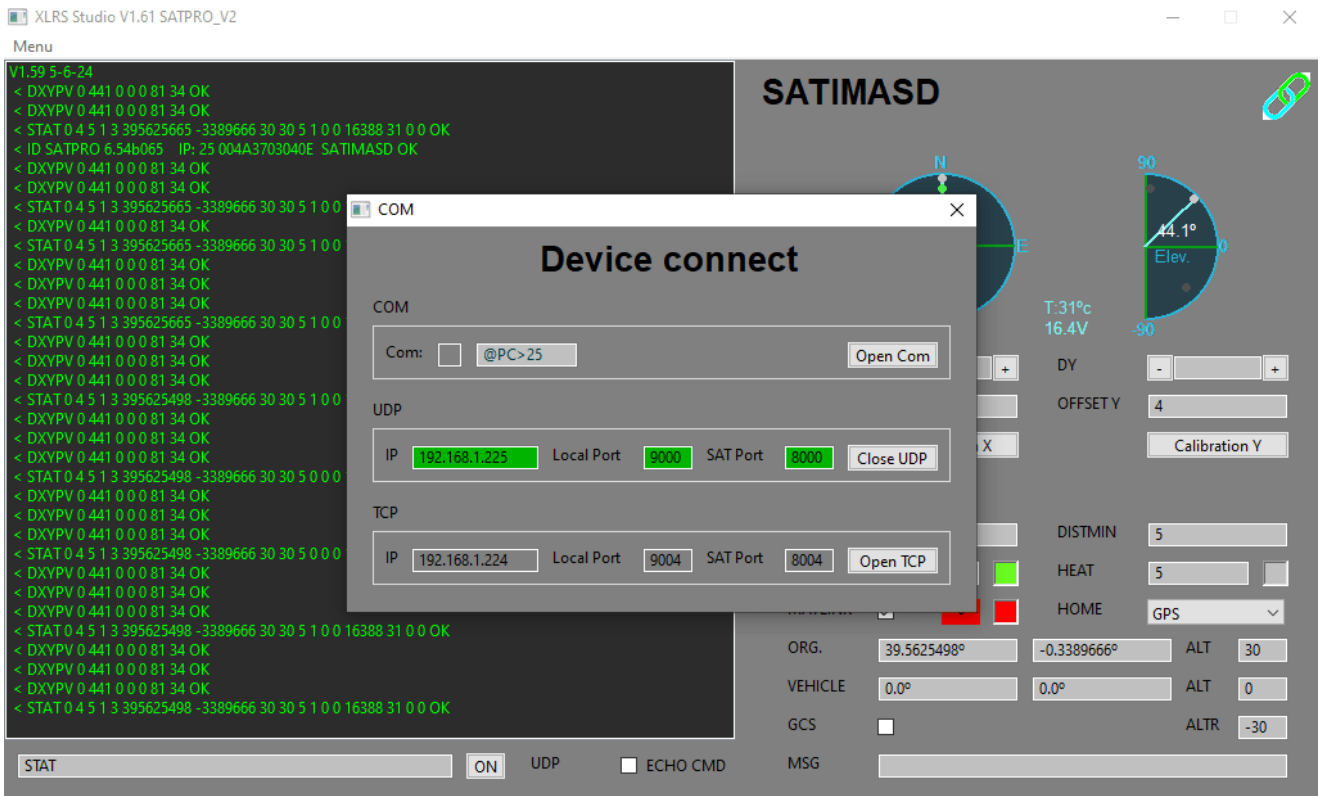 XLRS Studio V1.61 SATPRO_V2
Menu
V1.59 5-6-24
< DXYPV 0 441 0 0 0 81 34 OK
< DXYPV 0 441 0 0 0 81 34 OK
< STAT 0 4 5 1 3 395625665 -3389666 30 30 5 1 0 0 16388 31 0 0 OK
< ID SATPRO 6.54b065 IP: 25 004A3703040E SATIMASD OK
< DXYPV 0 441 0 0 0 81 34 OK
< DXYPV 0 441 0 0 0 81 34 OK
< STAT 0 4 5 1 3 395625665 -3389666 30 30 5 1 0 0
< DXYPV 0 441 0 0 0 81 34 OK
< STAT 0 4 5 1 3 395625665 -3389666 30 30 5 1 0 0
< DXYPV 0 441 0 0 0 81 34 OK
< DXYPV 0 441 0 0 0 81 34 OK
< DXYPV 0 441 0 0 0 81 34 OK
< STAT 0 4 5 1 3 395625665 -3389666 30 30 5 1 0 0
< DXYPV 0 441 0 0 0 81 34 OK
< DXYPV 0 441 0 0 0 81 34 OK
< DXYPV 0 441 0 0 0 81 34 OK
< STAT 0 4 5 1 3 395625498 -3389666 30 30 5 1 0 0
< DXYPV 0 441 0 0 0 81 34 OK
< DXYPV 0 441 0 0 0 81 34 OK
< DXYPV 0 441 0 0 0 81 34 OK
< STAT 0 4 5 1 3 395625498 -3389666 30 30 5 0 0 0
< DXYPV 0 441 0 0 0 81 34 OK
< DXYPV 0 441 0 0 0 81 34 OK
< DXYPV 0 441 0 0 0 81 34 OK
< STAT 0 4 5 1 3 395625498 -3389666 30 30 5 0 0 0
< DXYPV 0 441 0 0 0 81 34 OK
< DXYPV 0 441 0 0 0 81 34 OK
< DXYPV 0 441 0 0 0 81 34 OK
< STAT 0 4 5 1 3 395625498 -3389666 30 30 5 1 0 0 16388 31 0 0 OK
< DXYPV 0 441 0 0 0 81 34 OK
< DXYPV 0 441 0 0 0 81 34 OK
< DXYPV 0 441 0 0 0 81 34 OK
< STAT 0 4 5 1 3 395625498 -3389666 30 30 5 1 0 0 16388 31 0 0 OK
STAT ON UDP ECHO CMD
COM
Device connect
COM
Com: @PC>25 Open Com
UDP
IP 192.168.1.225 Local Port 9000 SAT Port 8000 Close UDP
TCP
IP 192.168.1.224 Local Port 9004 SAT Port 8004 Open TCP
SATIMASD
N 90
E 44.1º 0
Elev.
T:31ºc
16.4V -90
+ DY - +
OFFSET Y 4
X Calibration Y
DISTMIN 5
HEAT 5
HOME GPS
ORG. 39.5625498º -0.3389666º ALT 30
VEHICLE 0.0º 0.0º ALT 0
GCS ALTR -30
MSG